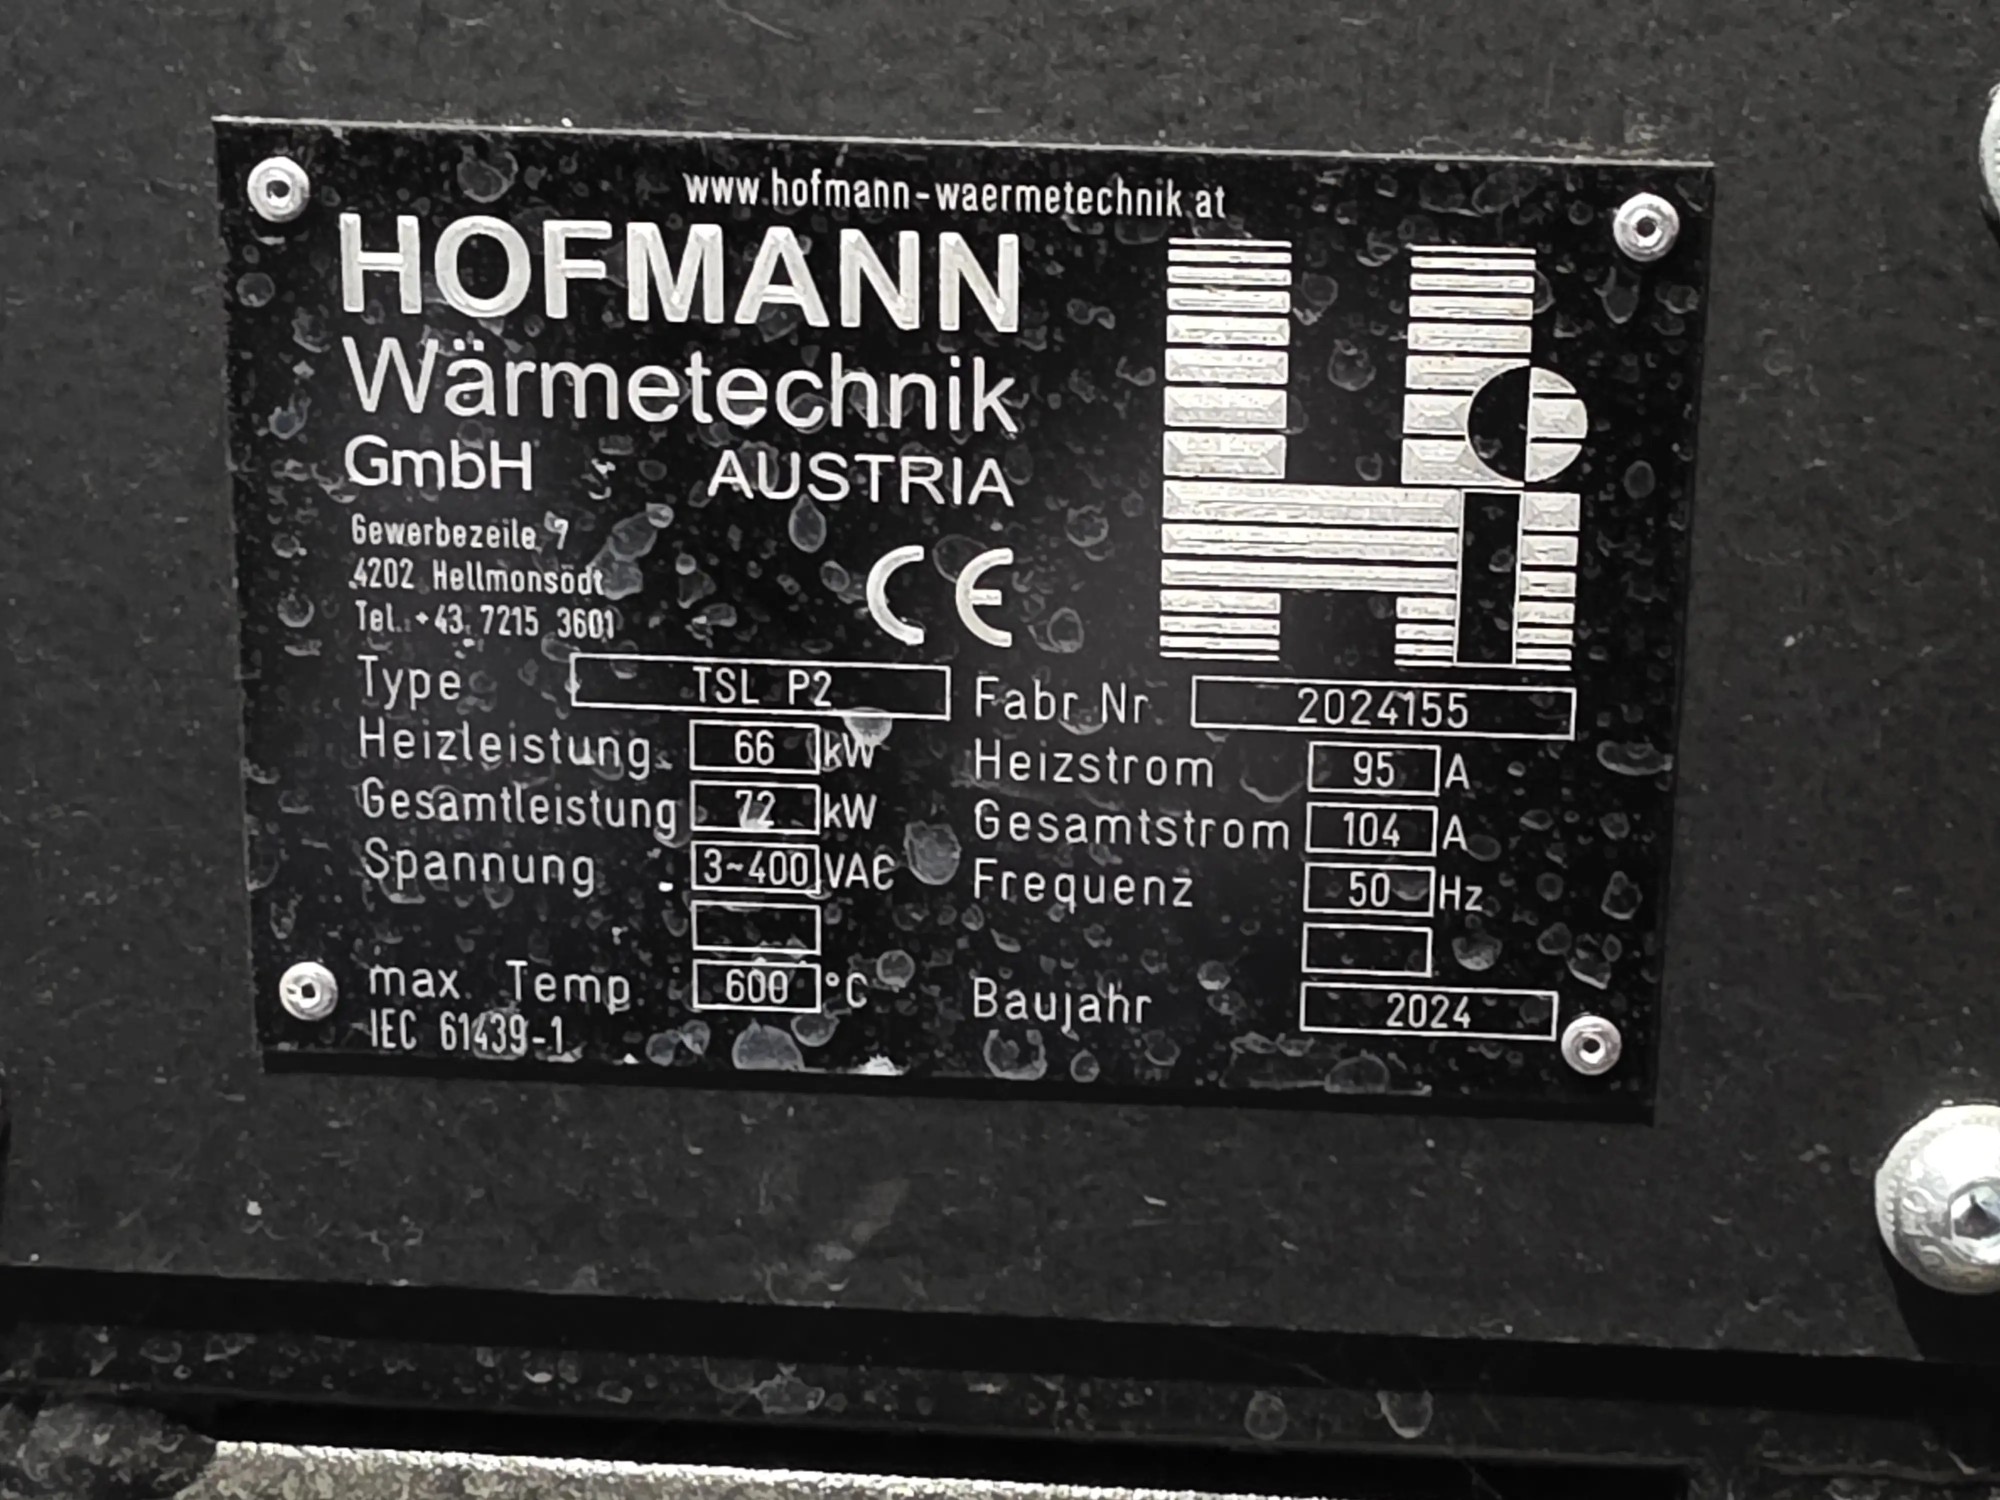 www.hofmann-waermetechnik.at
HOFMANN
Wärmetechnik
GmbH AUSTRIA
Gewerbezeile 7
4202 Hellmonsödt
Tel. +43 7215 3601
CE
Type TSL P2 Fabr. Nr. 2024155
Heizleistung 66 kW Heizstrom 95 A
Gesamtleistung 72 kW Gesamtstrom 104 A
Spannung 3~400 VAC Frequenz 50 Hz
max. Temp. 600 °C Baujahr 2024
IEC 61439-1